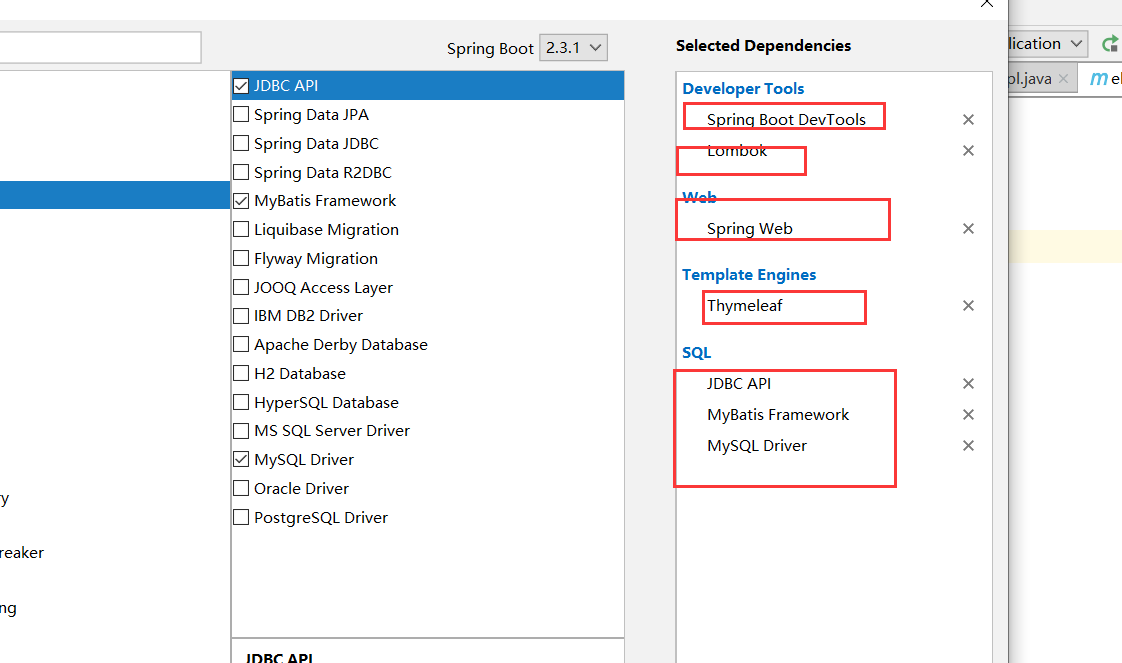 Spring Boot 2.3.1
JDBC API
Spring Data JPA
Spring Data JDBC
Spring Data R2DBC
MyBatis Framework
Liquibase Migration
Flyway Migration
JOOQ Access Layer
IBM DB2 Driver
Apache Derby Database
H2 Database
HyperSQL Database
MS SQL Server Driver
MySQL Driver
Oracle Driver
PostgreSQL Driver
JDBC API
Selected Dependencies
Developer Tools
Spring Boot DevTools
Lombok
Web
Spring Web
Template Engines
Thymeleaf
SQL
JDBC API
MyBatis Framework
MySQL Driver
lication
pl.java
m el
y
reaker
ng